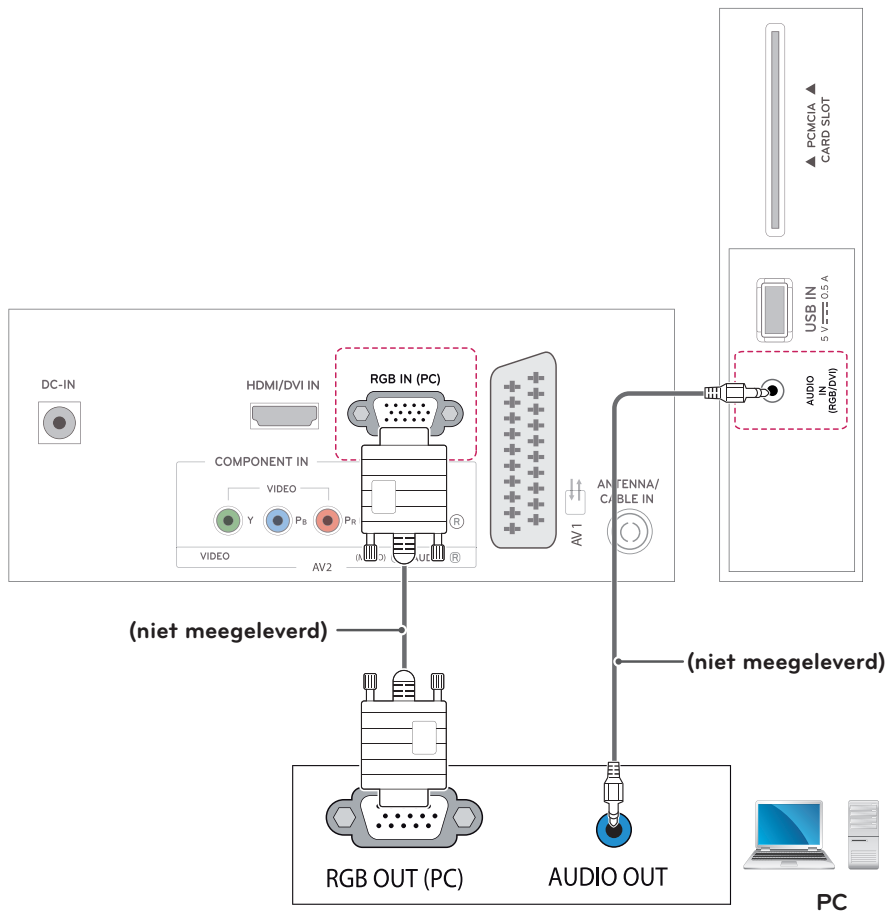 ▲ PCMCIA ▲
CARD SLOT
USB IN
5 V 0.5 A
AUDIO
IN
(RGB/DVI)
DC-IN
HDMI/DVI IN
RGB IN (PC)
COMPONENT IN
VIDEO
Y
PB
PR
R
VIDEO
AV2
R
AV1
ANTENNA/
CABLE IN
(niet meegeleverd)
(niet meegeleverd)
RGB OUT (PC)
AUDIO OUT
PC